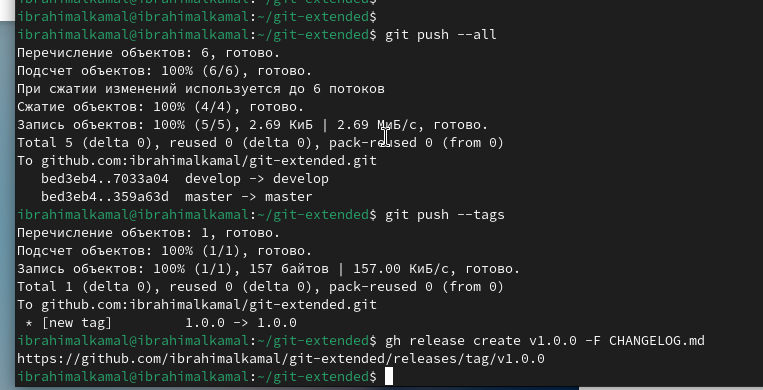 ibrahimalkamal@ibrahimalkamal:~/git-extended$
ibrahimalkamal@ibrahimalkamal:~/git-extended$ git push --all
Перечисление объектов: 6, готово.
Подсчет объектов: 100% (6/6), готово.
При сжатии изменений используется до 6 потоков
Сжатие объектов: 100% (4/4), готово.
Запись объектов: 100% (5/5), 2.69 КиБ | 2.69 МиБ/с, готово.
Total 5 (delta 0), reused 0 (delta 0), pack-reused 0 (from 0)
To github.com:ibrahimalkamal/git-extended.git
   bed3eb4..7033a04  develop -> develop
   bed3eb4..359a63d  master -> master
ibrahimalkamal@ibrahimalkamal:~/git-extended$ git push --tags
Перечисление объектов: 1, готово.
Подсчет объектов: 100% (1/1), готово.
Запись объектов: 100% (1/1), 157 байтов | 157.00 КиБ/с, готово.
Total 1 (delta 0), reused 0 (delta 0), pack-reused 0 (from 0)
To github.com:ibrahimalkamal/git-extended.git
 * [new tag]         1.0.0 -> 1.0.0
ibrahimalkamal@ibrahimalkamal:~/git-extended$ gh release create v1.0.0 -F CHANGELOG.md
https://github.com/ibrahimalkamal/git-extended/releases/tag/v1.0.0
ibrahimalkamal@ibrahimalkamal:~/git-extended$